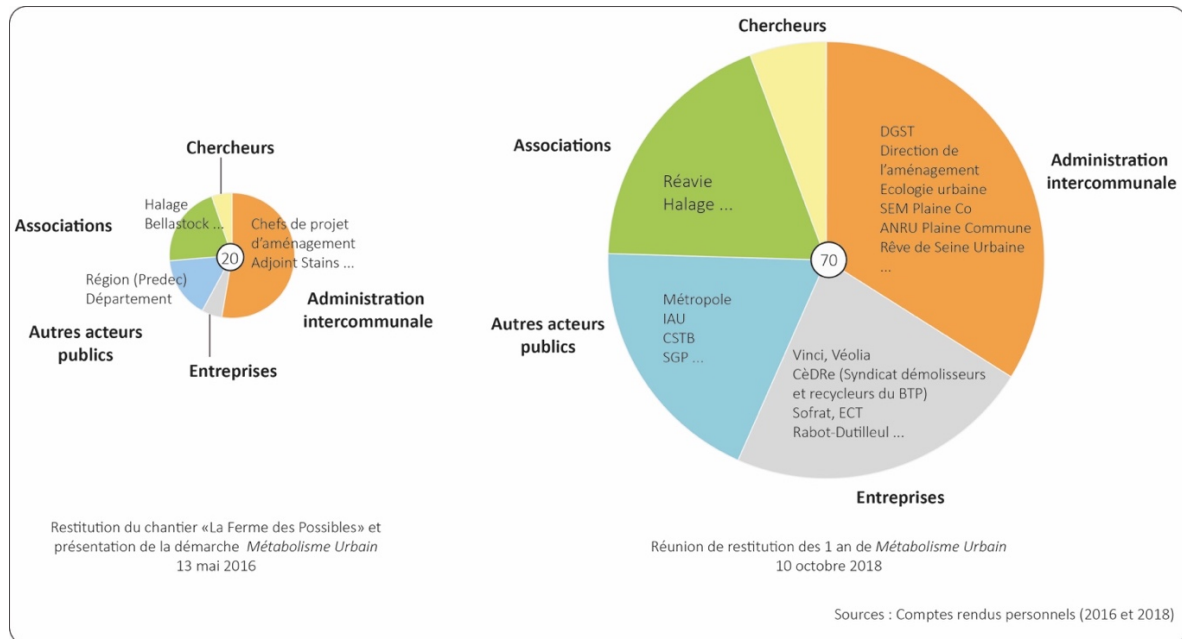 Chercheurs
Halage
Bellastock ...
Associations
Chefs de projet
d’aménagement
Adjoint Stains ...
20
Région (Predec)
Département
Administration
intercommunale
Autres acteurs
publics
Entreprises
Restitution du chantier «La Ferme des Possibles» et
présentation de la démarche Métabolisme Urbain
13 mai 2016
Chercheurs
Associations
Réavie
Halage ...
DGST
Direction de
l’aménagement
Ecologie urbaine
SEM Plaine Co
ANRU Plaine Commune
Rêve de Seine Urbaine
...
Administration
intercommunale
70
Autres acteurs
publics
Métropole
IAU
CSTB
SGP ...
Vinci, Véolia
CèDRe (Syndicat démolisseurs
et recycleurs du BTP)
Sofrat, ECT
Rabot-Dutilleul ...
Entreprises
Réunion de restitution des 1 an de Métabolisme Urbain
10 octobre 2018
Sources : Comptes rendus personnels (2016 et 2018)